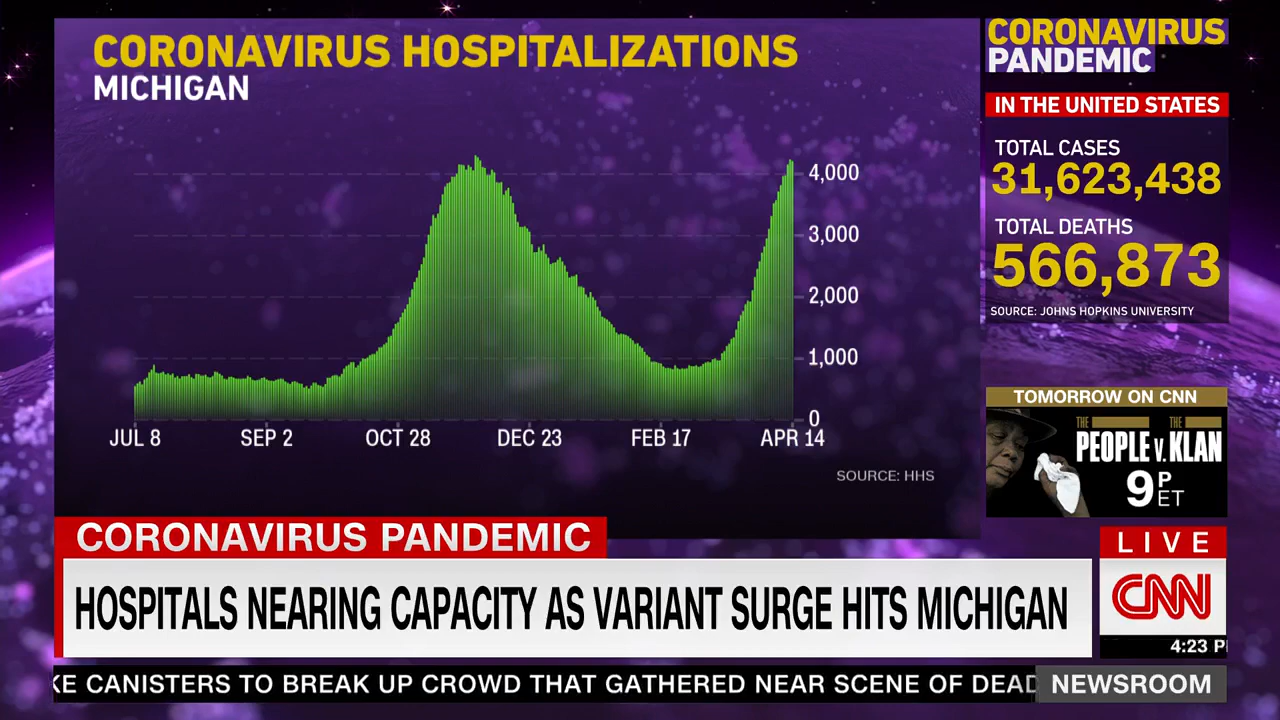 CORONAVIRUS HOSPITALIZATIONS
MICHIGAN
4,000
3,000
2,000
1,000
0
JUL 8 SEP 2 OCT 28 DEC 23 FEB 17 APR 14
SOURCE: HHS
CORONAVIRUS
PANDEMIC
IN THE UNITED STATES
TOTAL CASES
31,623,438
TOTAL DEATHS
566,873
SOURCE: JOHNS HOPKINS UNIVERSITY
TOMORROW ON CNN
THE THE
PEOPLE V. KLAN
9P
ET
CORONAVIRUS PANDEMIC
HOSPITALS NEARING CAPACITY AS VARIANT SURGE HITS MICHIGAN
LIVE
CNN
4:23 P
KE CANISTERS TO BREAK UP CROWD THAT GATHERED NEAR SCENE OF DEAD
NEWSROOM